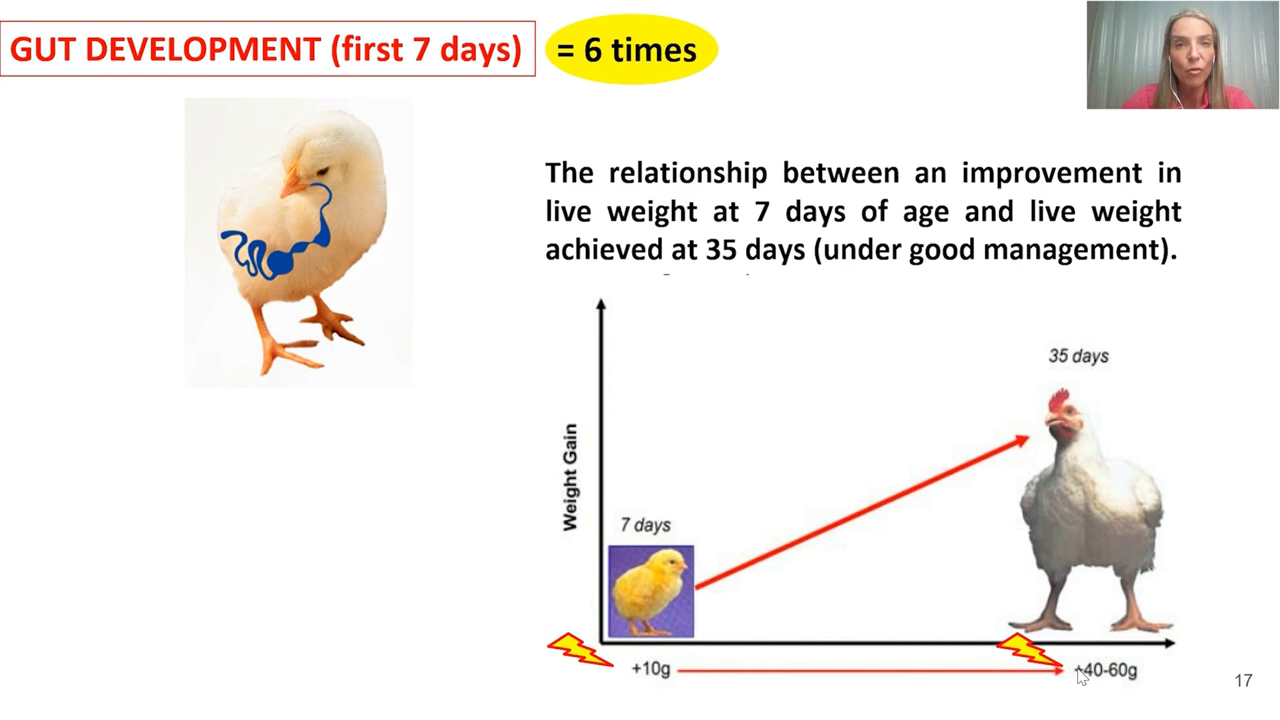 GUT DEVELOPMENT (first 7 days) = 6 times
The relationship between an improvement in
live weight at 7 days of age and live weight
achieved at 35 days (under good management).
35 days
Weight Gain
7 days
+10g
+40-60g
17